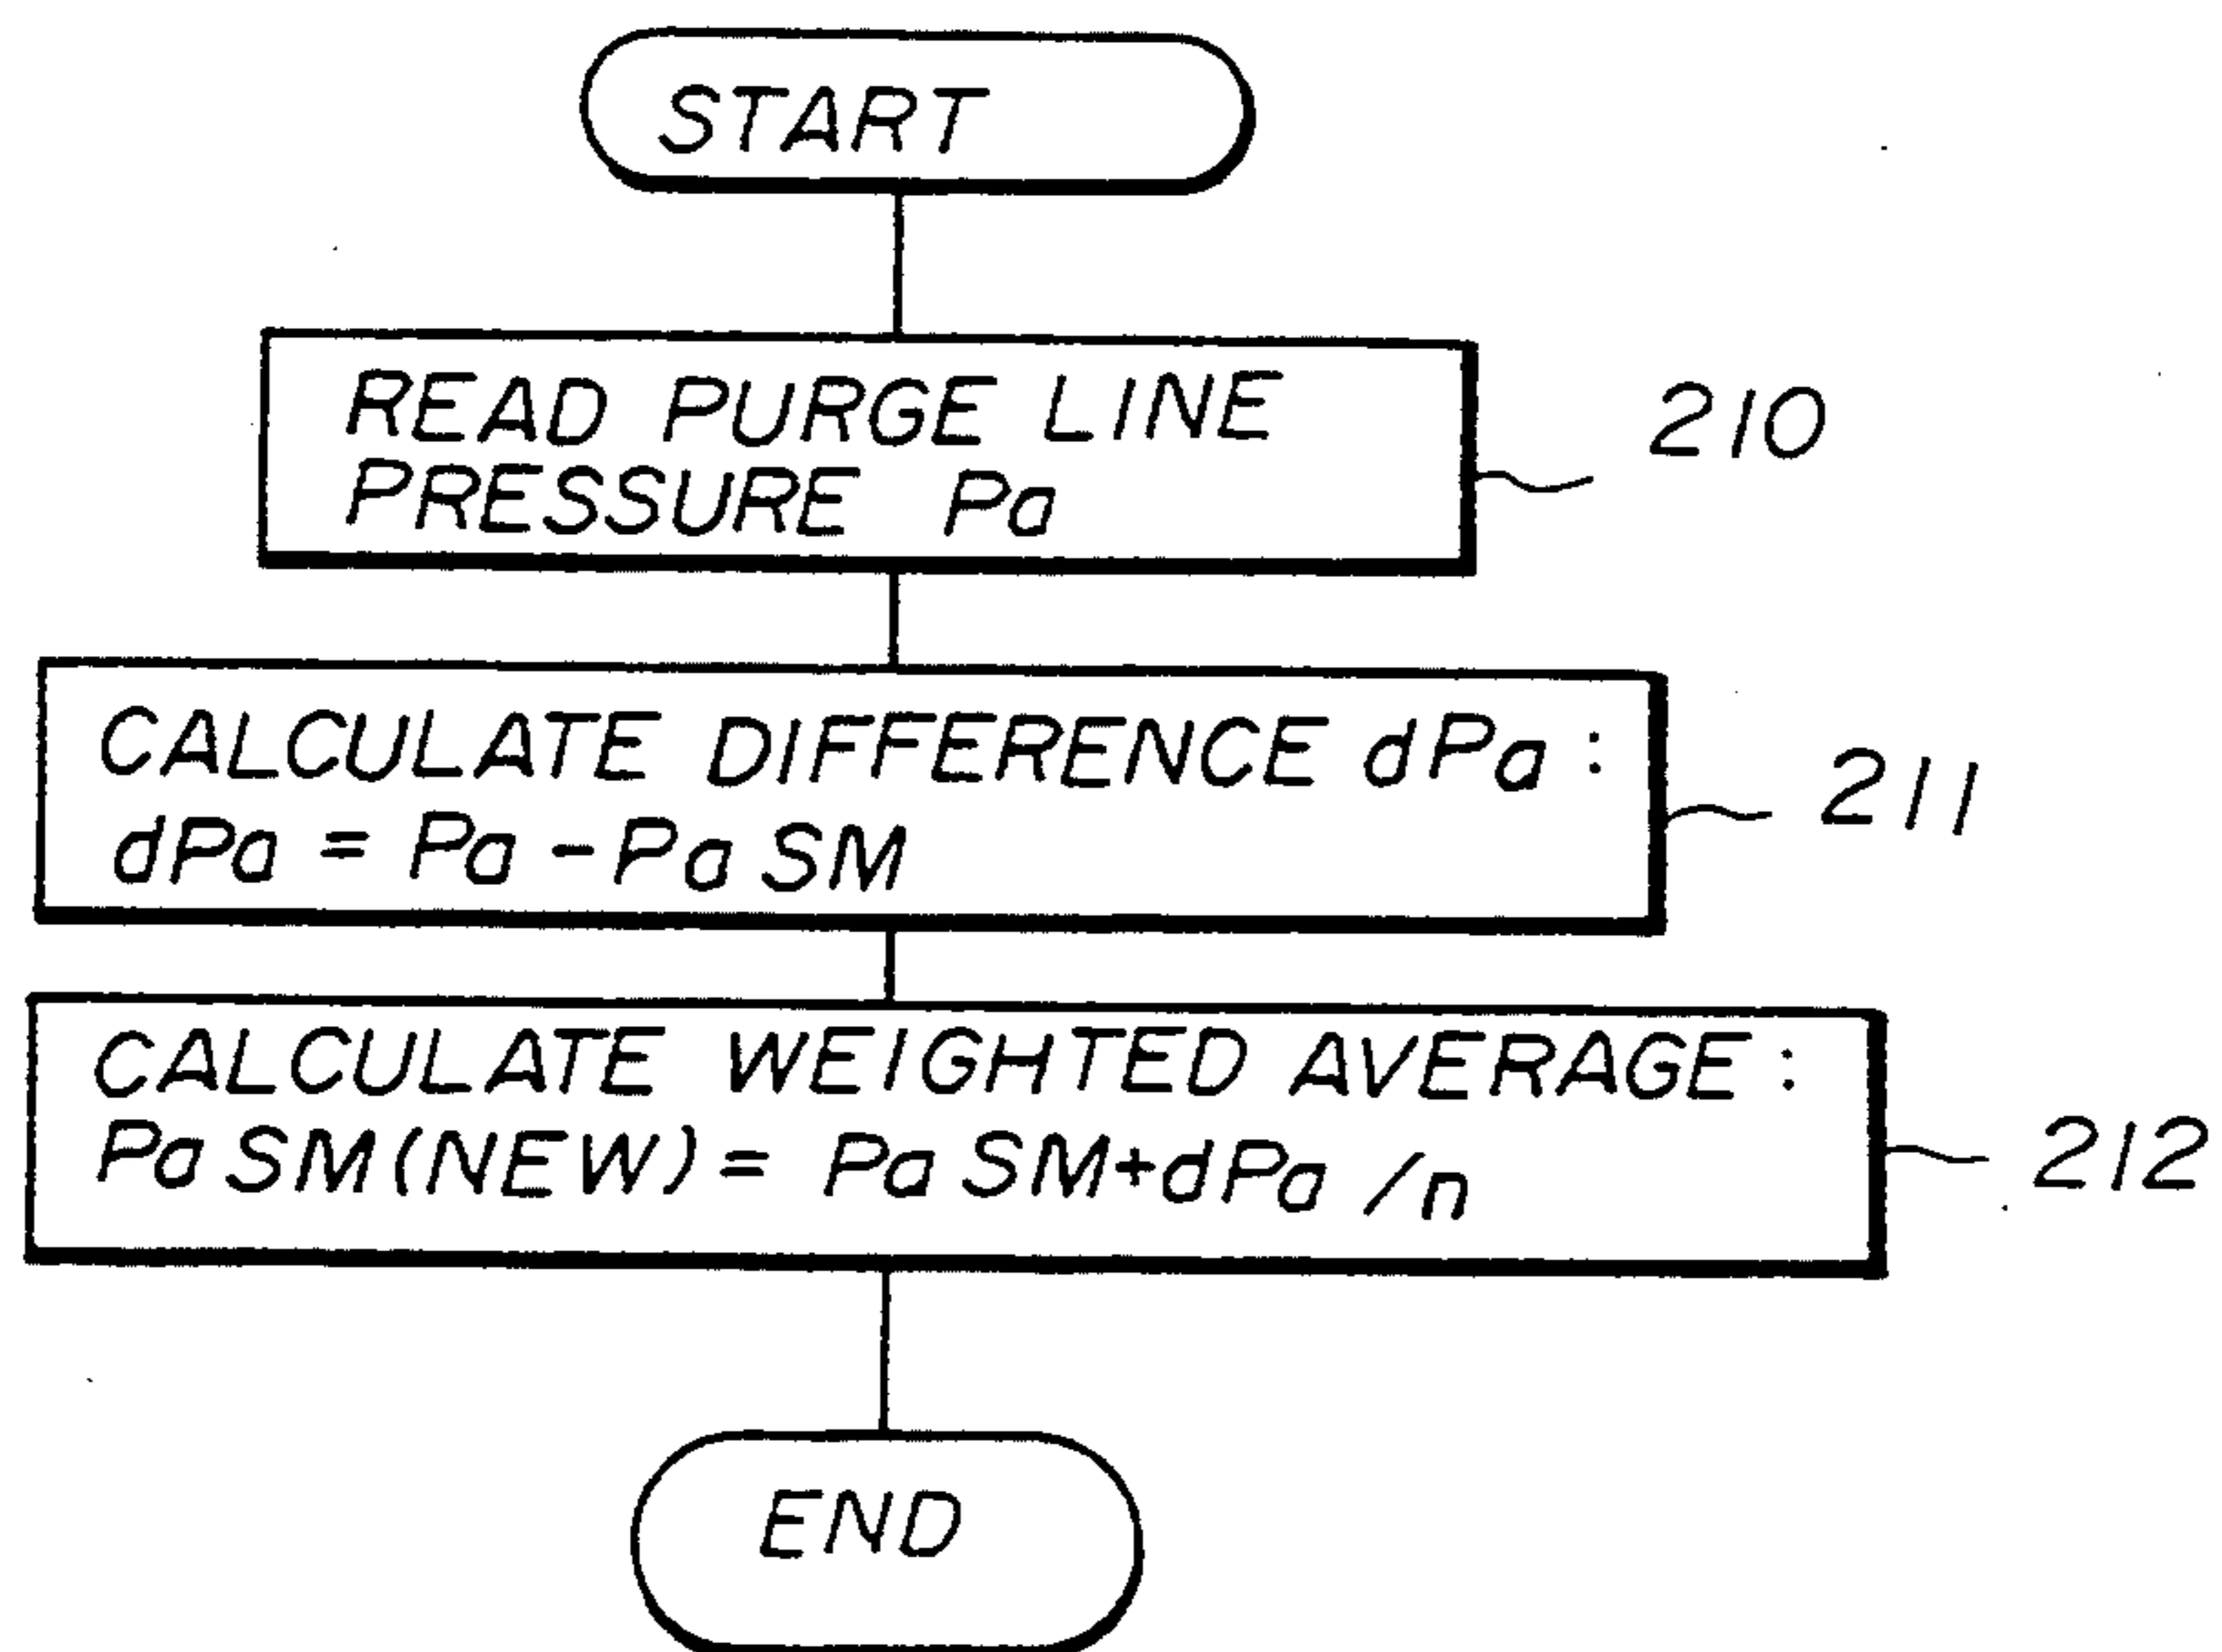 START
READ PURGE LINE
PRESSURE Pa
210
CALCULATE DIFFERENCE dPa :
dPa = Pa - Pa SM
211
CALCULATE WEIGHTED AVERAGE :
Pa SM (NEW) = Pa SM + dPa / n
212
END